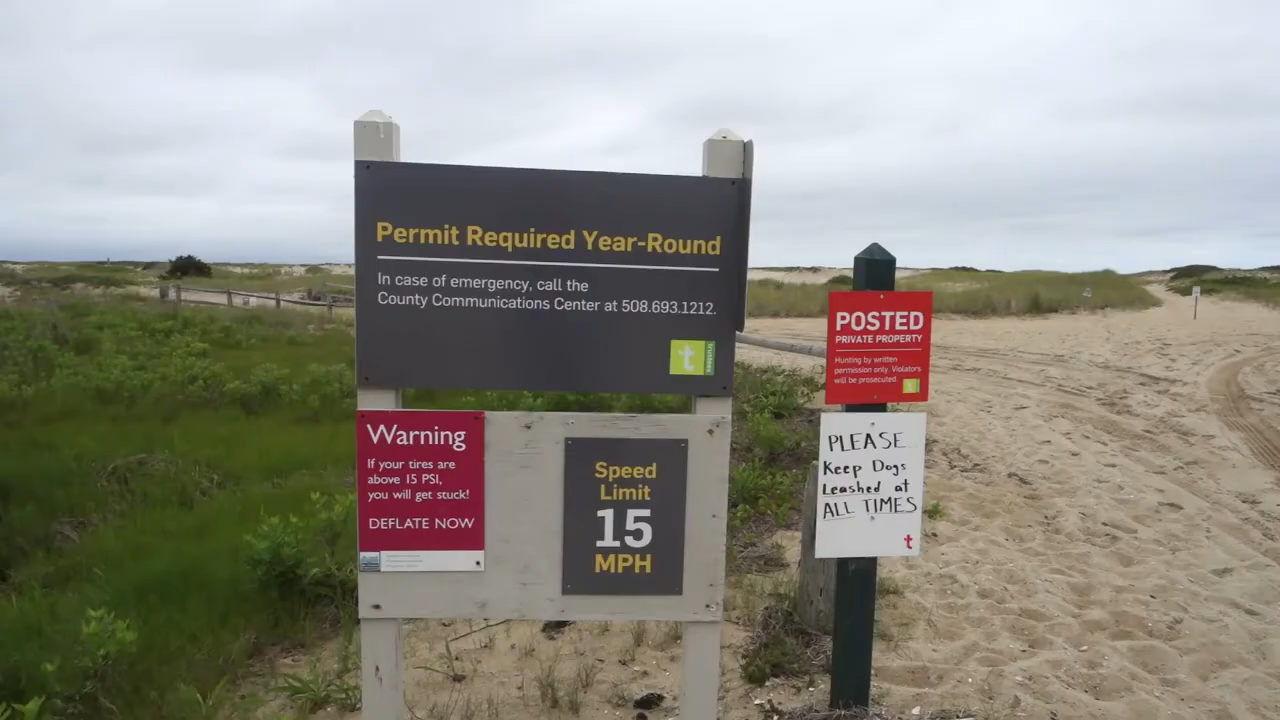 Permit Required Year-Round
In case of emergency, call the
County Communications Center at 508.693.1212.
t trustees
Warning
If your tires are
above 15 PSI,
you will get stuck!
DEFLATE NOW
Speed
Limit
15
MPH
POSTED
PRIVATE PROPERTY
Hunting by written
permission only. Violators
will be prosecuted.
t
PLEASE
Keep Dogs
Leashed at
ALL TIMES
t